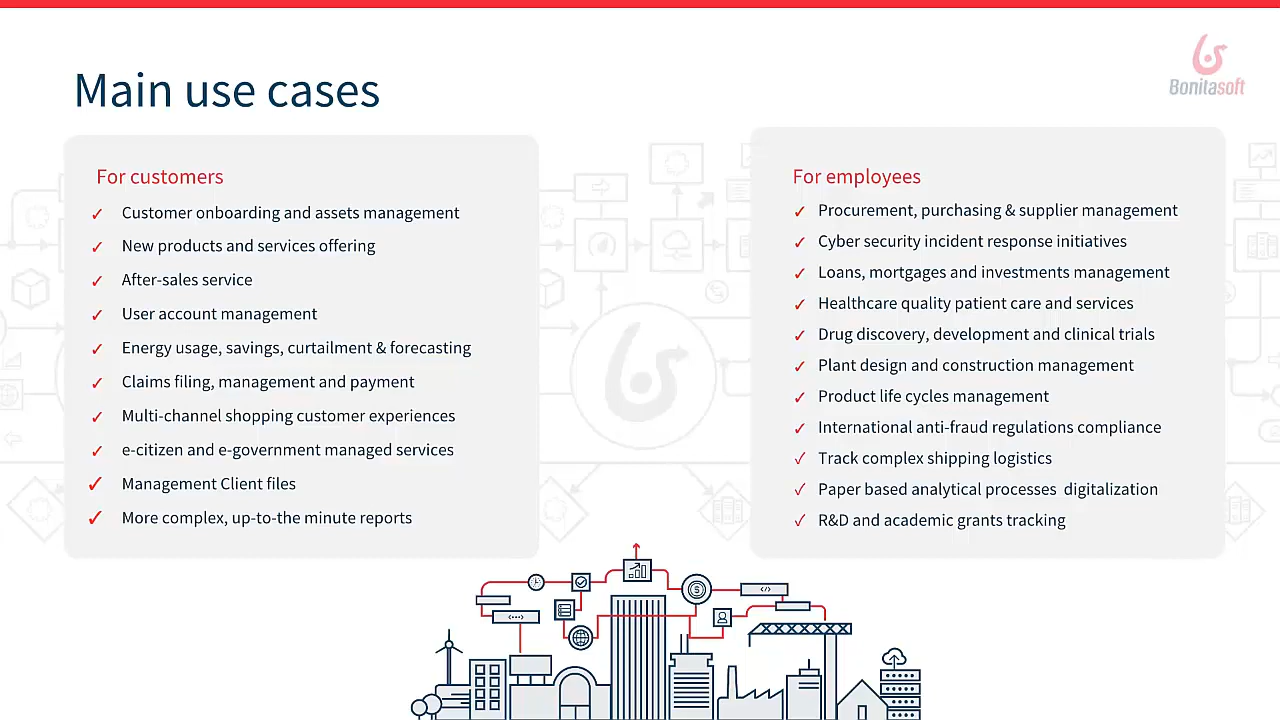 Bonitasoft
Main use cases
For customers
✓ Customer onboarding and assets management
✓ New products and services offering
✓ After-sales service
✓ User account management
✓ Energy usage, savings, curtailment & forecasting
✓ Claims filing, management and payment
✓ Multi-channel shopping customer experiences
✓ e-citizen and e-government managed services
✓ Management Client files
✓ More complex, up-to-the minute reports
For employees
✓ Procurement, purchasing & supplier management
✓ Cyber security incident response initiatives
✓ Loans, mortgages and investments management
✓ Healthcare quality patient care and services
✓ Drug discovery, development and clinical trials
✓ Plant design and construction management
✓ Product life cycles management
✓ International anti-fraud regulations compliance
✓ Track complex shipping logistics
✓ Paper based analytical processes  digitalization
✓ R&D and academic grants tracking